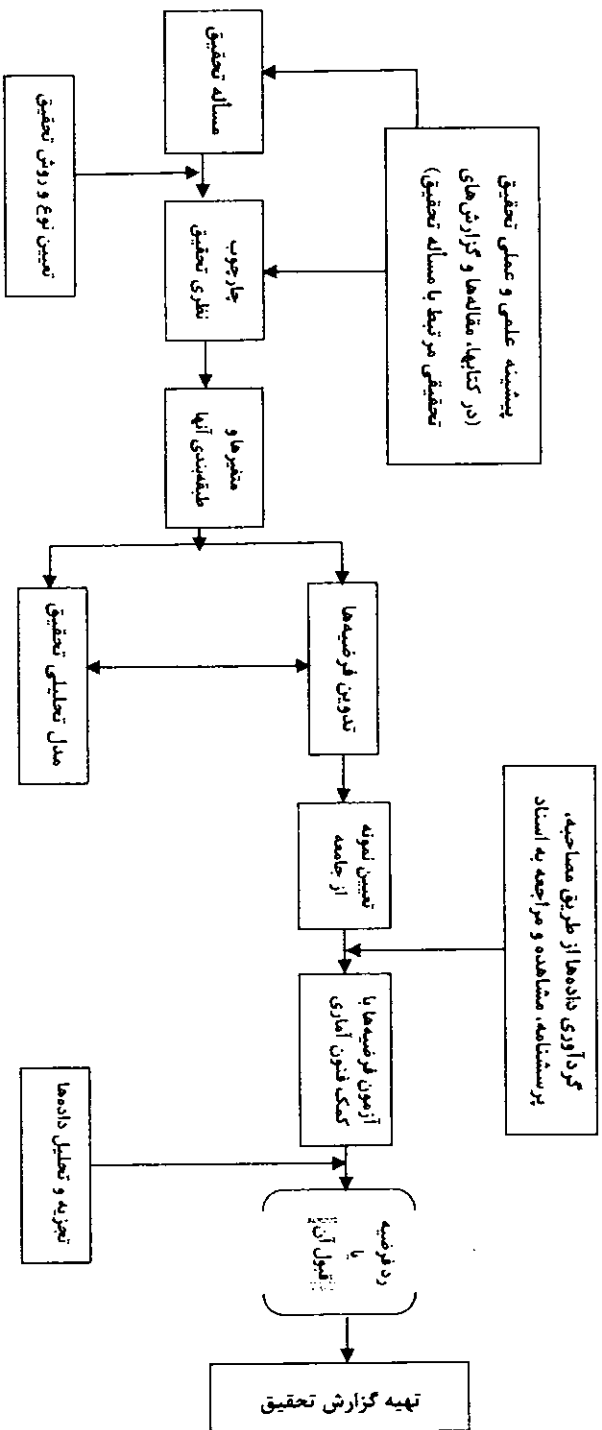 پیشینه علمی و عملی تحقیق
(در کتابها، مقاله‌ها و گزارش‌های
تحقیقی مرتبط با مسأله تحقیق)
مسأله تحقیق
تعیین نوع و روش تحقیق
چارچوب
نظری تحقیق
متغیرها و
طبقه‌بندی آنها
تدوین فرضیه‌ها
مدل تحلیلی تحقیق
تعیین نمونه
از جامعه
گردآوری داده‌ها از طریق مصاحبه،
پرسشنامه، مشاهده و مراجعه به اسناد
آزمون فرضیه‌ها با
کمک فنون آماری
تجزیه و تحلیل داده‌ها
رد فرضیه
یا
قبول آن
تهیه گزارش تحقیق